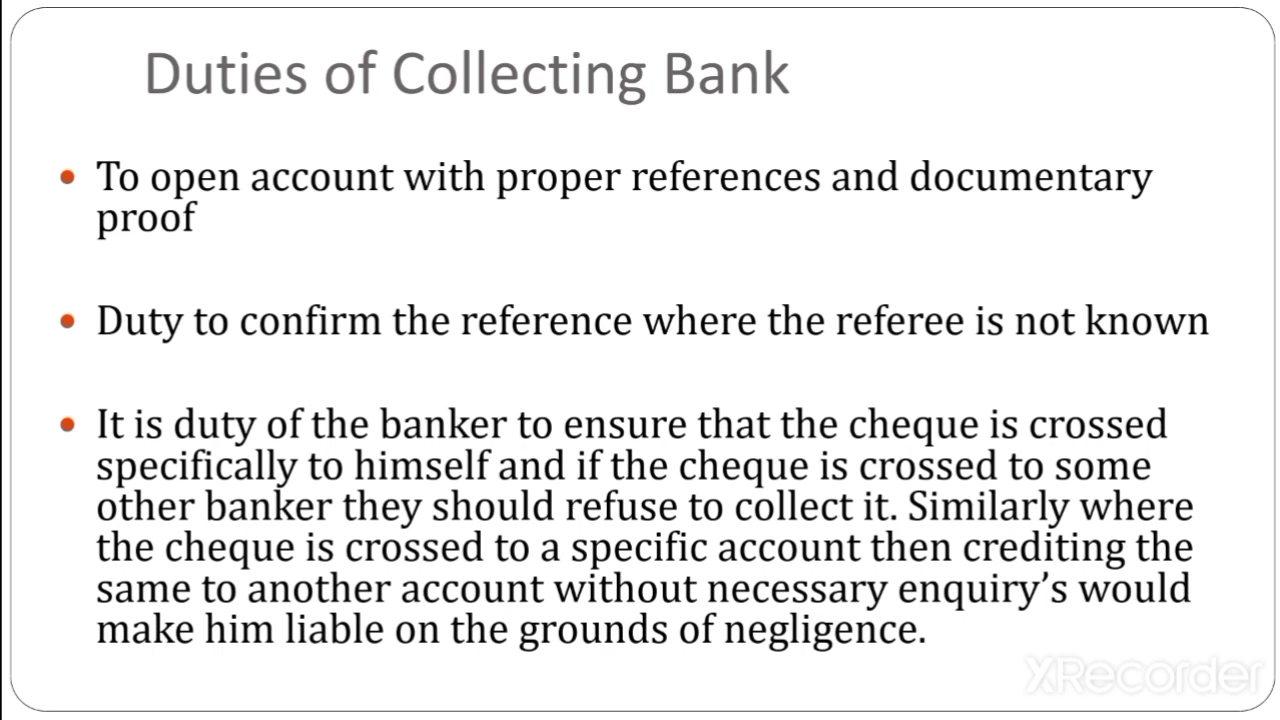 Duties of Collecting Bank
• To open account with proper references and documentary
proof
• Duty to confirm the reference where the referee is not known
• It is duty of the banker to ensure that the cheque is crossed
specifically to himself and if the cheque is crossed to some
other banker they should refuse to collect it. Similarly where
the cheque is crossed to a specific account then crediting the
same to another account without necessary enquiry’s would
make him liable on the grounds of negligence.
XRecorder